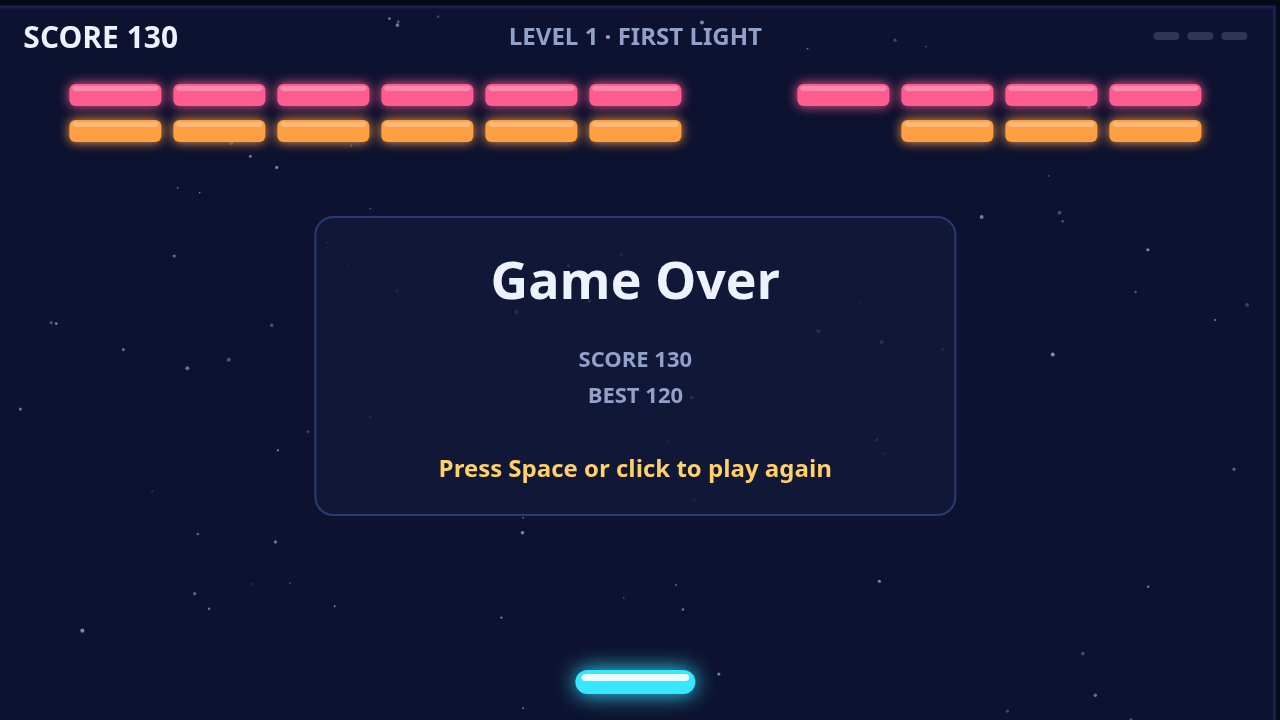 SCORE 130
LEVEL 1 · FIRST LIGHT
Game Over
SCORE 130
BEST 120
Press Space or click to play again